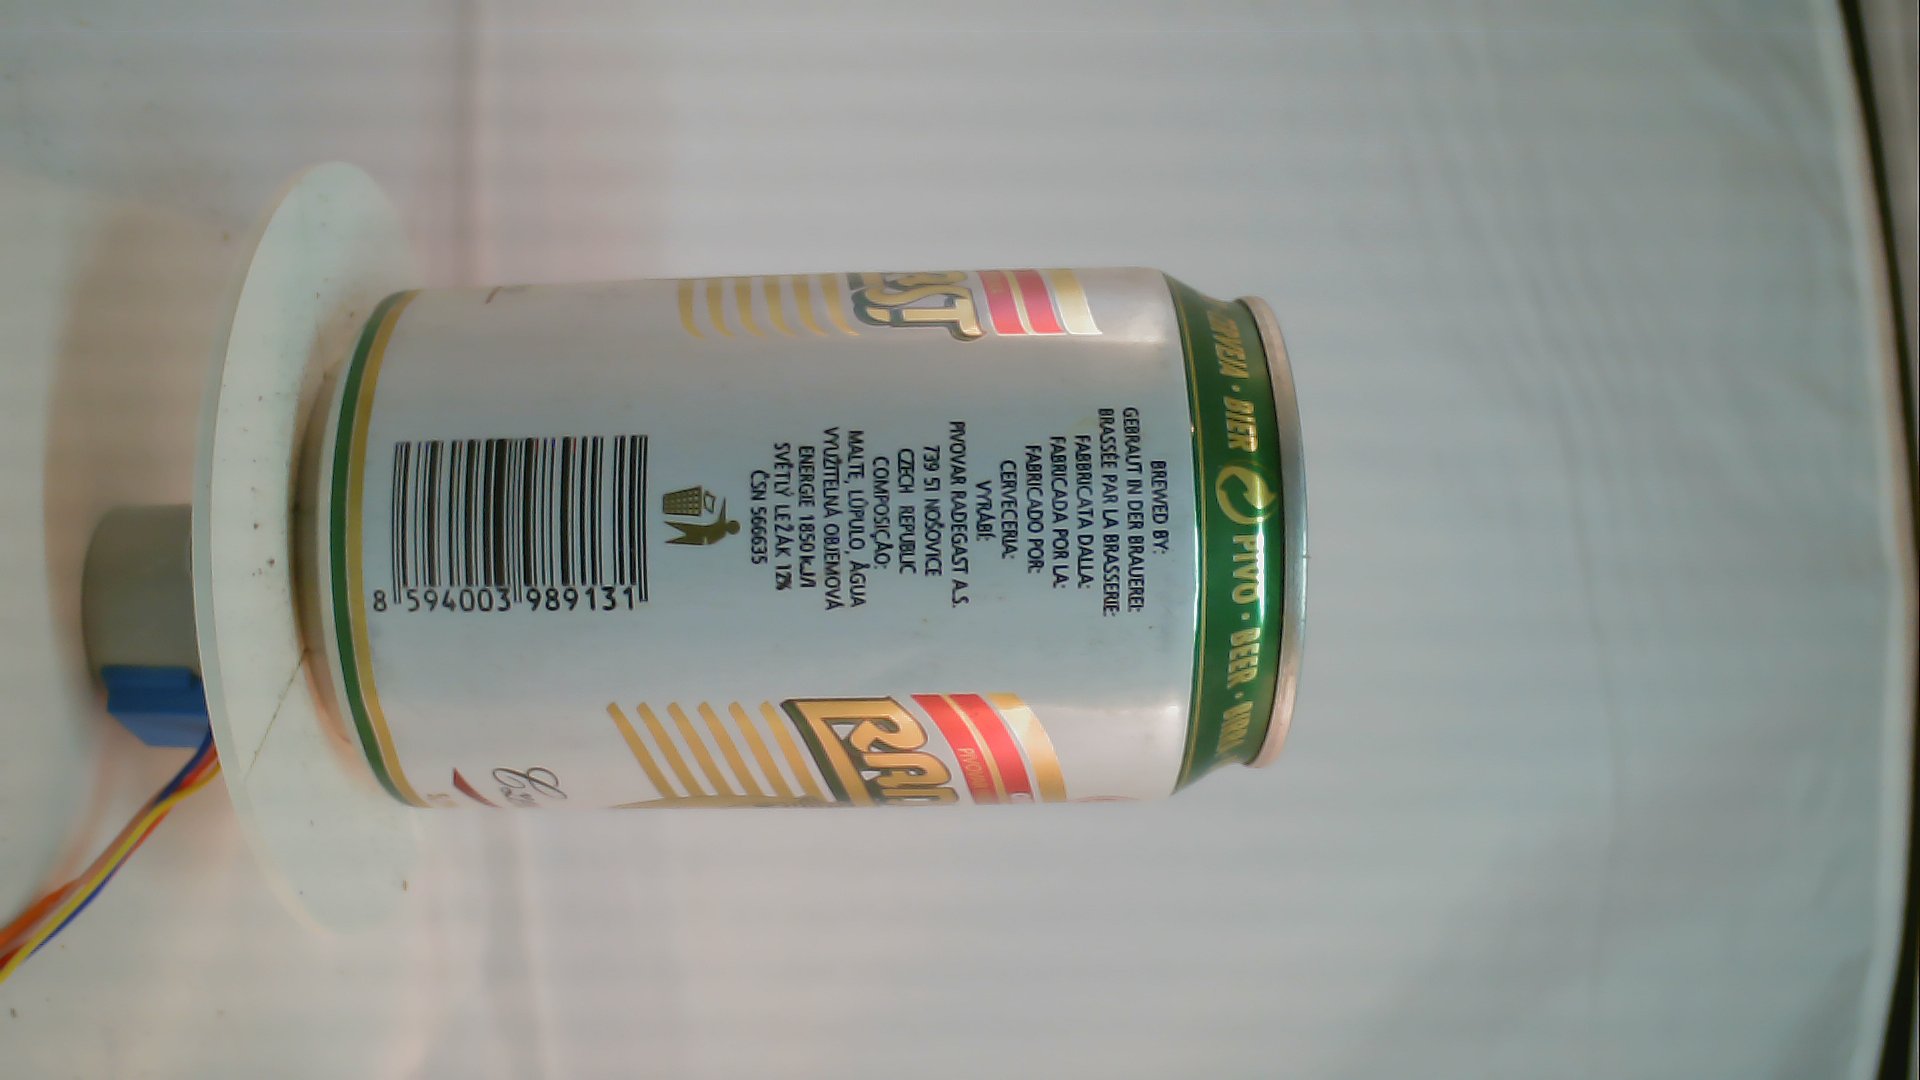 BIER PIVO · BEER ·
BREWED BY:
GEBRAUT IN DER BRAUEREI:
BRASSÉE PAR LA BRASSERIE:
FABBRICATA DALLA:
FABRICADA POR LA:
FABRICADO POR:
CERVECERIA:
VYRÁBÍ:
PIVOVAR RADEGAST A.S.
739 51 NOŠOVICE
CZECH REPUBLIC
COMPOSIÇÃO:
MALTE, LÚPULO, ÁGUA
VYUŽITELNÁ OBJEMOVÁ
ENERGIE 1850 kJ/l
SVĚTLÝ LEŽÁK 12%
ČSN 566635
8 594003 989131